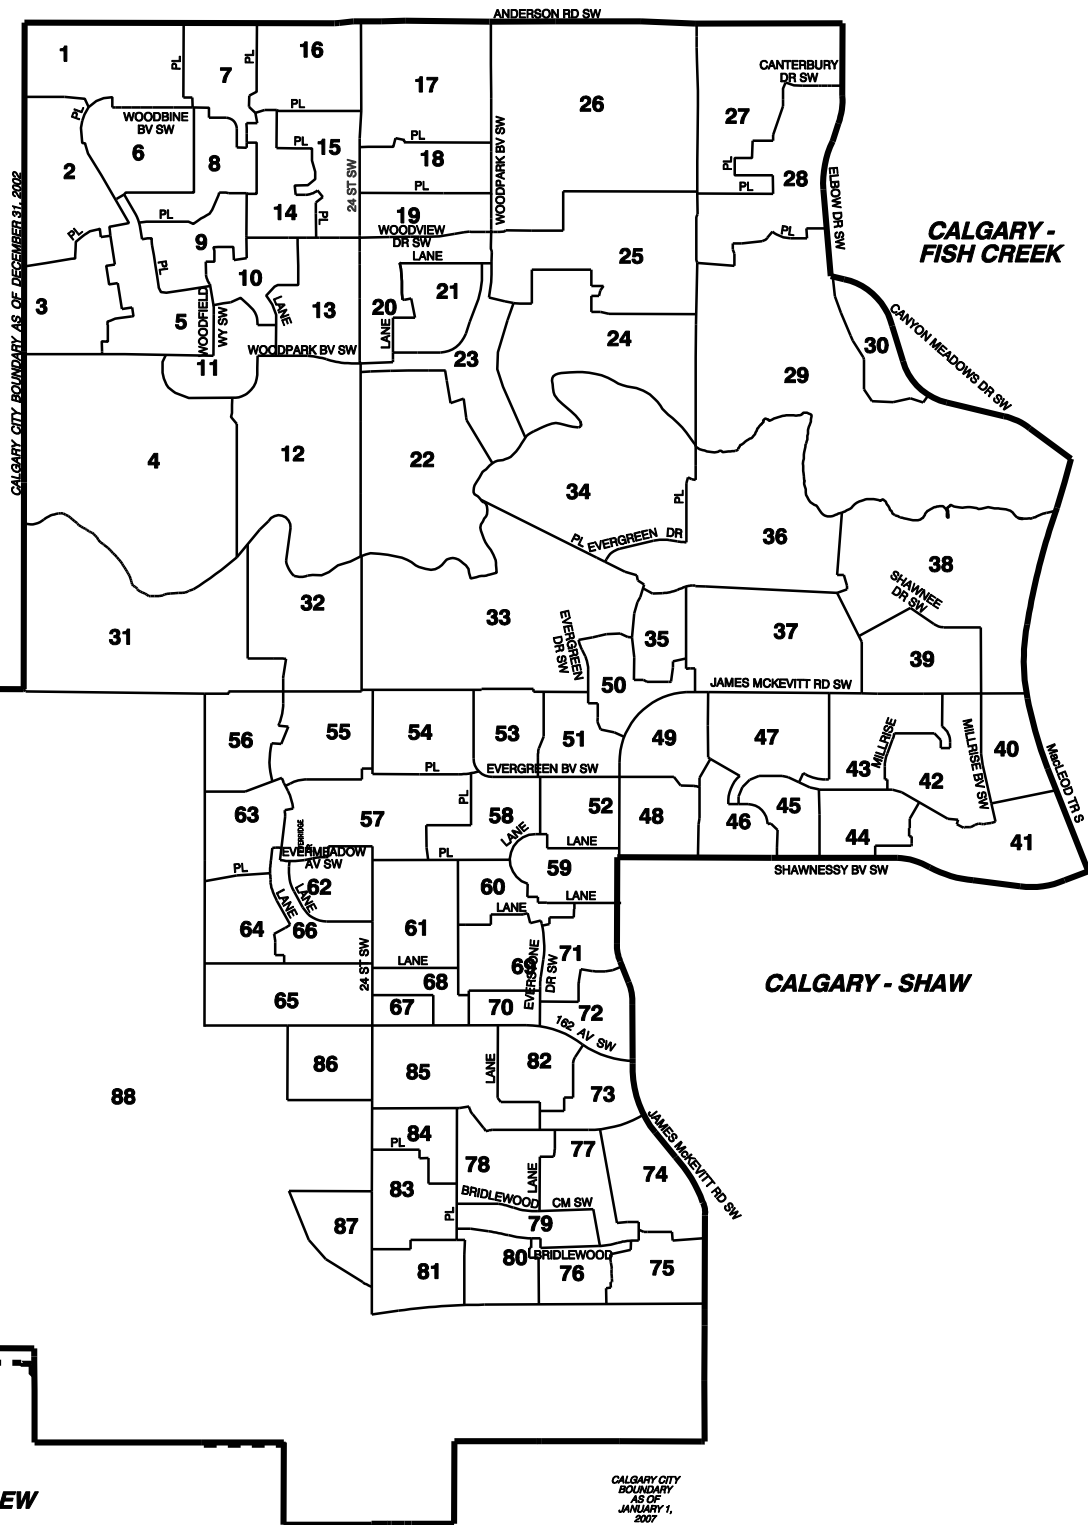 ANDERSON RD SW
1
7
16
17
26
27
CANTERBURY
DR SW
PL
PL
PL
PL
WOODBINE
BV SW
6
8
2
PL
15
PL
18
PL
24 ST SW
WOODPARK BV SW
PL
PL
28
ELBOW DR SW
CALGARY CITY BOUNDARY AS OF DECEMBER 31, 2002
14
PL
19
WOODVIEW
DR SW
LANE
PL
9
PL
PL
25
PL
CALGARY -
FISH CREEK
3
10
13
LANE
20
21
LANE
5
WOODFIELD
WY SW
WOODPARK BV SW
11
23
24
29
30
CANYON MEADOWS DR SW
4
12
22
34
PL
PL
EVERGREEN DR
36
38
SHAWNEE
DR SW
31
32
33
EVERGREEN
DR SW
35
37
39
50
JAMES MCKEVITT RD SW
56
55
54
53
51
49
47
43
MILLRISE
42
MILLRISE BV SW
40
MacLEOD TR S
PL
EVERGREEN BV SW
63
57
PL
58
LANE
52
48
46
45
44
41
LANE
EVERMEADOW
AV SW
PL
SHAWNESSY BV SW
PL
62
LANE
LANE
60
59
LANE
LANE
64
66
61
24 ST SW
LANE
69
EVERSTONE
DR SW
71
CALGARY - SHAW
65
68
67
70
72
162 AV SW
86
85
LANE
82
73
88
84
PL
78
77
LANE
74
JAMES McKEVITT RD SW
83
BRIDLEWOOD
CM SW
PL
79
87
80
BRIDLEWOOD
81
76
75
EW
CALGARY CITY
BOUNDARY
AS OF
JANUARY 1,
2007